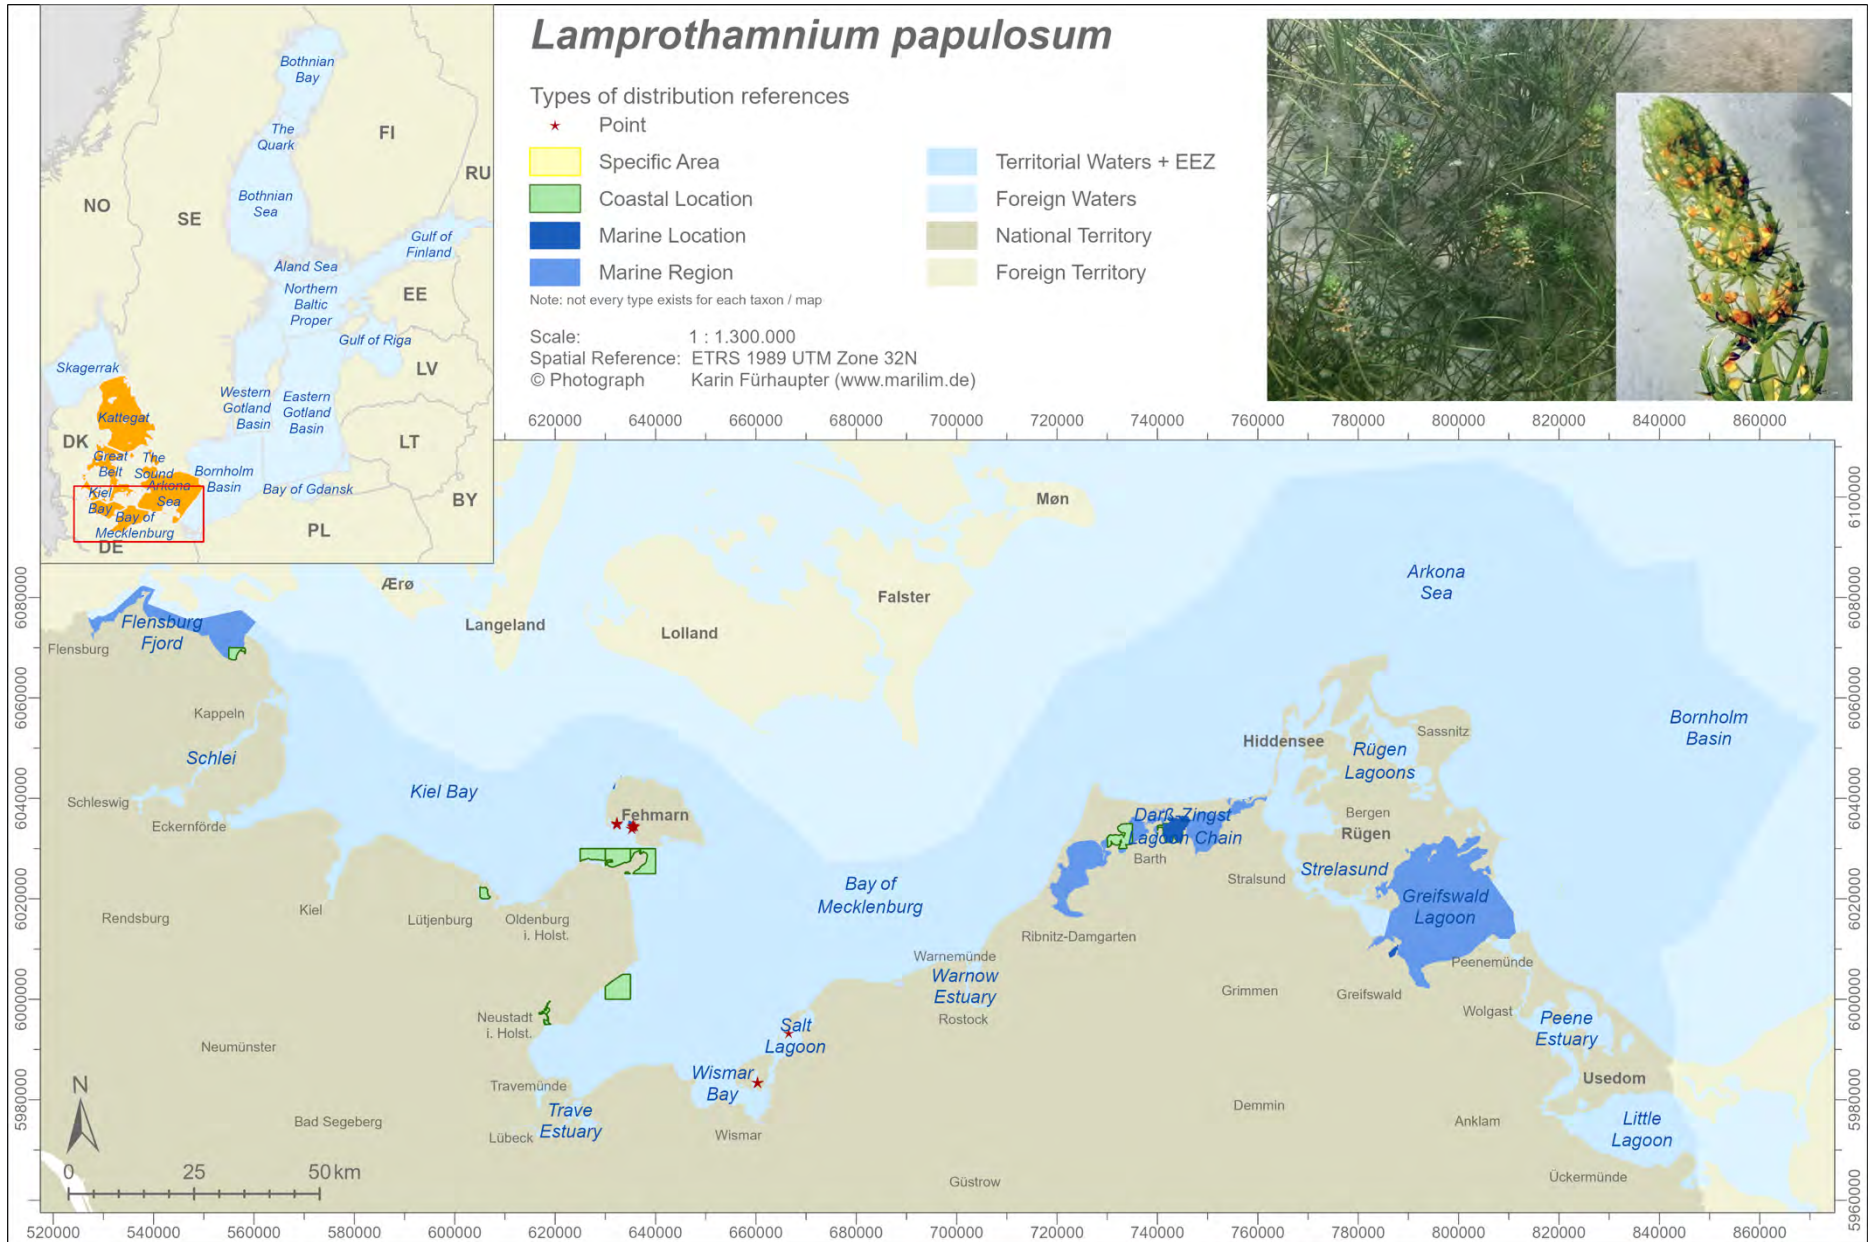 Lamprothamnium papulosum
Types of distribution references
Point
Specific Area
Coastal Location
Marine Location
Marine Region
Territorial Waters + EEZ
Foreign Waters
National Territory
Foreign Territory
Note: not every type exists for each taxon / map
Scale: 1 : 1.300.000
Spatial Reference: ETRS 1989 UTM Zone 32N
© Photograph Karin Fürhaupter (www.marilim.de)
Bothnian
Bay
The
Quark
FI
RU
NO
SE
Bothnian
Sea
Gulf of
Finland
Åland Sea
Northern
Baltic
Proper
EE
Gulf of Riga
Skagerrak
LV
Western
Gotland
Basin
Eastern
Gotland
Basin
Kattegat
DK
LT
Great
Belt
The
Sound
Bornholm
Basin
Arkona
Sea
Kiel
Bay
Bay of Gdansk
BY
Bay of
Mecklenburg
PL
DE
620000 640000 660000 680000 700000 720000 740000 760000 780000 800000 820000 840000 860000
6100000
6080000
6060000
6040000
6020000
6000000
5980000
5960000
6080000
6060000
6040000
6020000
6000000
5980000
Møn
Ærø
Langeland
Lolland
Falster
Arkona
Sea
Flensburg
Fjord
Flensburg
Kappeln
Schlei
Schleswig
Eckernförde
Kiel Bay
Fehmarn
Hiddensee
Rügen
Lagoons
Sassnitz
Bornholm
Basin
Darß-Zingst
Lagoon Chain
Barth
Bergen
Rügen
Strelasund
Stralsund
Greifswald
Lagoon
Bay of
Mecklenburg
Rendsburg
Kiel
Lütjenburg
Oldenburg
i. Holst.
Ribnitz-Damgarten
Warnemünde
Warnow
Estuary
Rostock
Peenemünde
Grimmen
Greifswald
Wolgast
Peene
Estuary
Neustadt
i. Holst.
Salt
Lagoon
Neumünster
Wismar
Bay
Usedom
Travemünde
Trave
Estuary
Lübeck
Wismar
Bad Segeberg
Demmin
Anklam
Little
Lagoon
Güstrow
Ückermünde
N
0 25 50 km
520000 540000 560000 580000 600000 620000 640000 660000 680000 700000 720000 740000 760000 780000 800000 820000 840000 860000